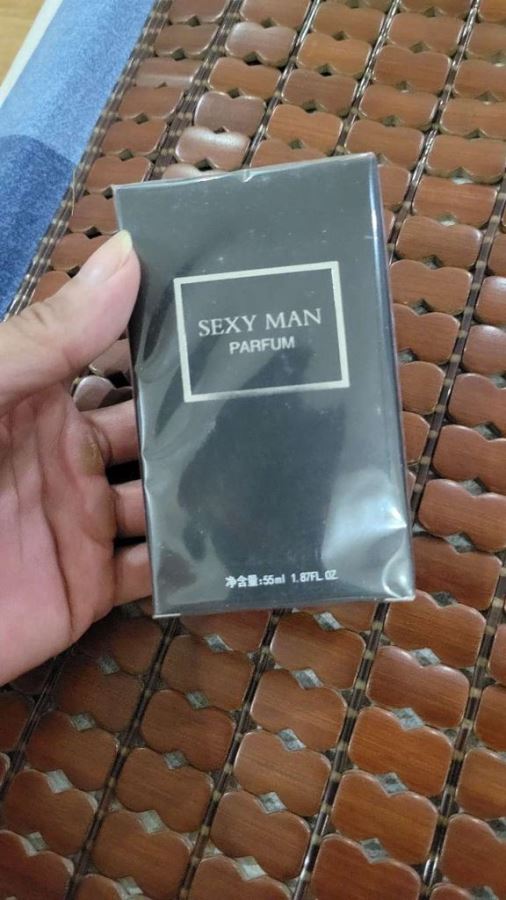 SEXY MAN
PARFUM
净含量:55ml 1.87FL OZ